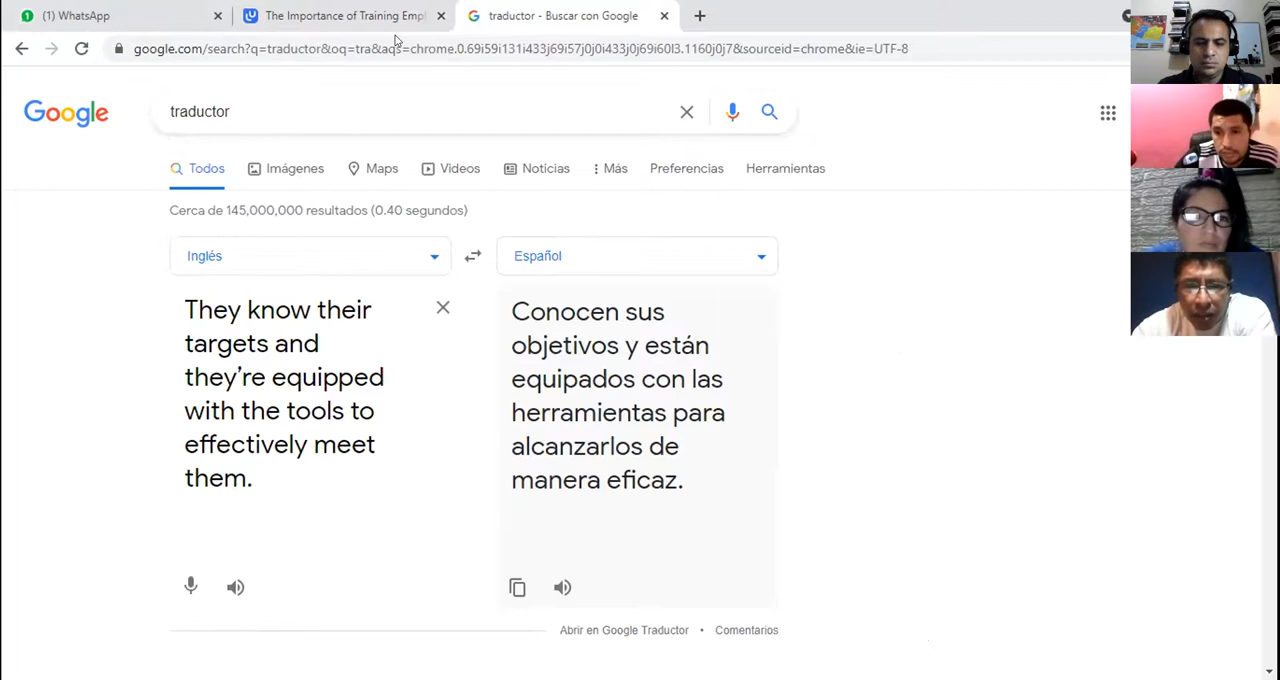 (1) WhatsApp
The Importance of Training Empl
traductor - Buscar con Google
google.com/search?q=traductor&oq=tra&aqs=chrome.0.69i59i131i433j69i57j0j0i433j0j69i60l3.1160j0j7&sourceid=chrome&ie=UTF-8
Google
traductor
Todos
Imágenes
Maps
Videos
Noticias
Más
Preferencias
Herramientas
Cerca de 145,000,000 resultados (0.40 segundos)
Inglés
Español
They know their
targets and
they’re equipped
with the tools to
effectively meet
them.
Conocen sus
objetivos y están
equipados con las
herramientas para
alcanzarlos de
manera eficaz.
Abrir en Google Traductor • Comentarios